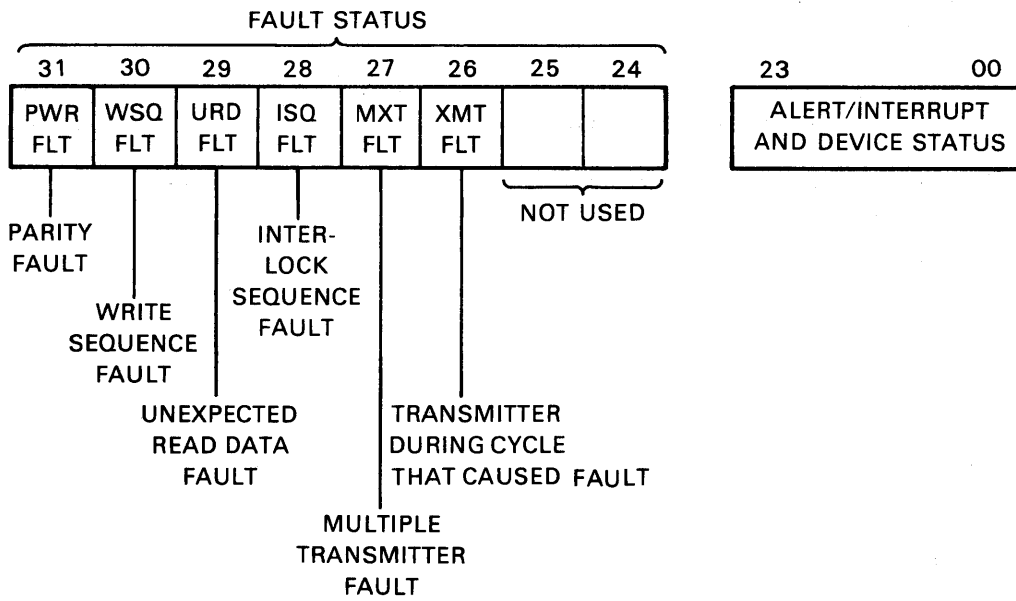 FAULT STATUS
31 30 29 28 27 26 25 24 23 00
PWR FLT WSQ FLT URD FLT ISQ FLT MXT FLT XMT FLT
ALERT/INTERRUPT
AND DEVICE STATUS
NOT USED
PARITY
FAULT
WRITE
SEQUENCE
FAULT
UNEXPECTED
READ DATA
FAULT
INTER-
LOCK
SEQUENCE
FAULT
MULTIPLE
TRANSMITTER
FAULT
TRANSMITTER
DURING CYCLE
THAT CAUSED FAULT